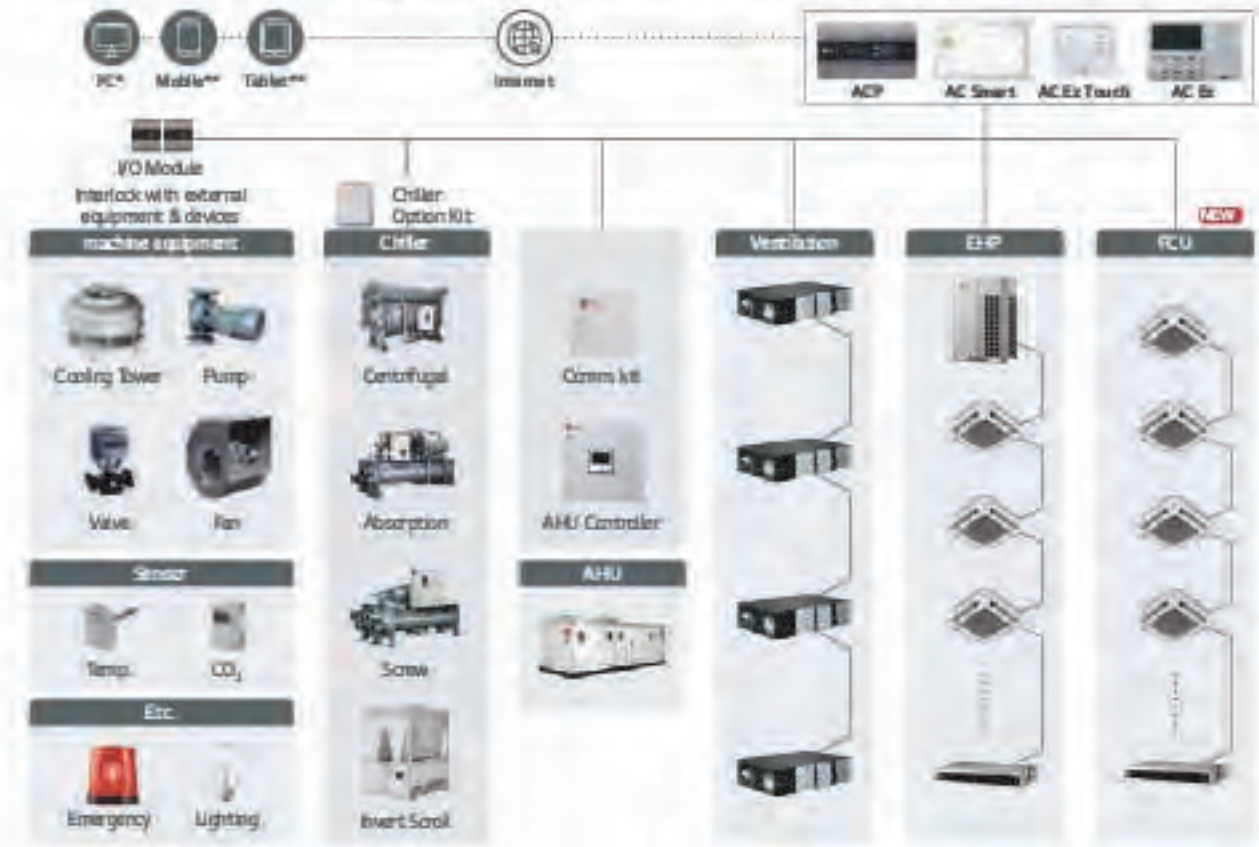 PC*
Mobile**
Tablet***
Internet
ACP
AC Smart
AC Ez Touch
AC Ez
I/O Module
Interlock with external
equipment & devices
Chiller
Option Kit
NEW
machine equipment
Chiller
Ventilation
EHP
FCU
Cooling Tower
Pump
Centrifugal
Comms kit
Valve
Fan
Absorption
AHU Controller
Sensor
AHU
Temp.
CO₂
Screw
Etc.
Emergency
Lighting
Invert Scroll